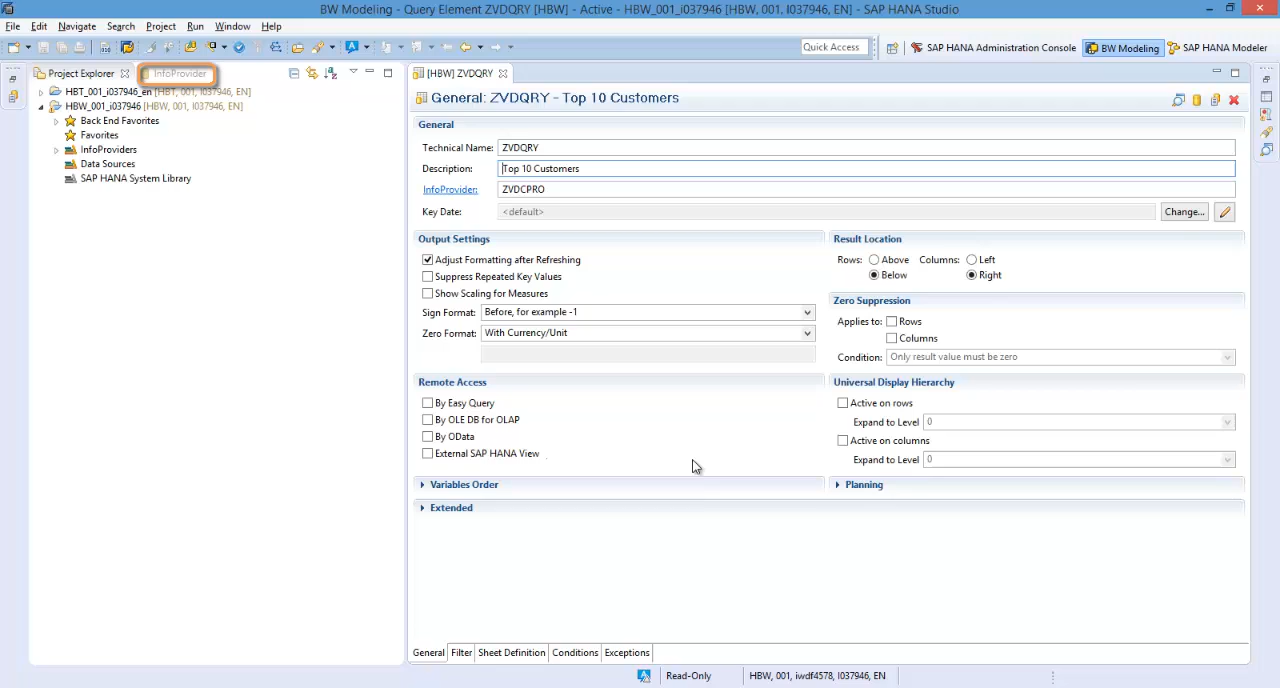 BW Modeling - Query Element ZVDQRY [HBW] - Active - HBW_001_i037946 [HBW, 001, I037946, EN] - SAP HANA Studio
File Edit Navigate Search Project Run Window Help
Quick Access SAP HANA Administration Console BW Modeling SAP HANA Modeler
Project Explorer InfoProvider
HBT_001_i037946_en [HBT, 001, I037946, EN]
HBW_001_i037946 [HBW, 001, I037946, EN]
Back End Favorites
Favorites
InfoProviders
Data Sources
SAP HANA System Library
[HBW] ZVDQRY
General: ZVDQRY - Top 10 Customers
General
Technical Name: ZVDQRY
Description: Top 10 Customers
InfoProvider: ZVDCPRO
Key Date: <default> Change...
Output Settings
Adjust Formatting after Refreshing
Suppress Repeated Key Values
Show Scaling for Measures
Sign Format: Before, for example -1
Zero Format: With Currency/Unit
Result Location
Rows: Above Columns: Left
Below Right
Zero Suppression
Applies to: Rows
Columns
Condition: Only result value must be zero
Remote Access
By Easy Query
By OLE DB for OLAP
By OData
External SAP HANA View
Universal Display Hierarchy
Active on rows
Expand to Level 0
Active on columns
Expand to Level 0
Variables Order
Planning
Extended
General Filter Sheet Definition Conditions Exceptions
Read-Only HBW, 001, iwdf4578, I037946, EN